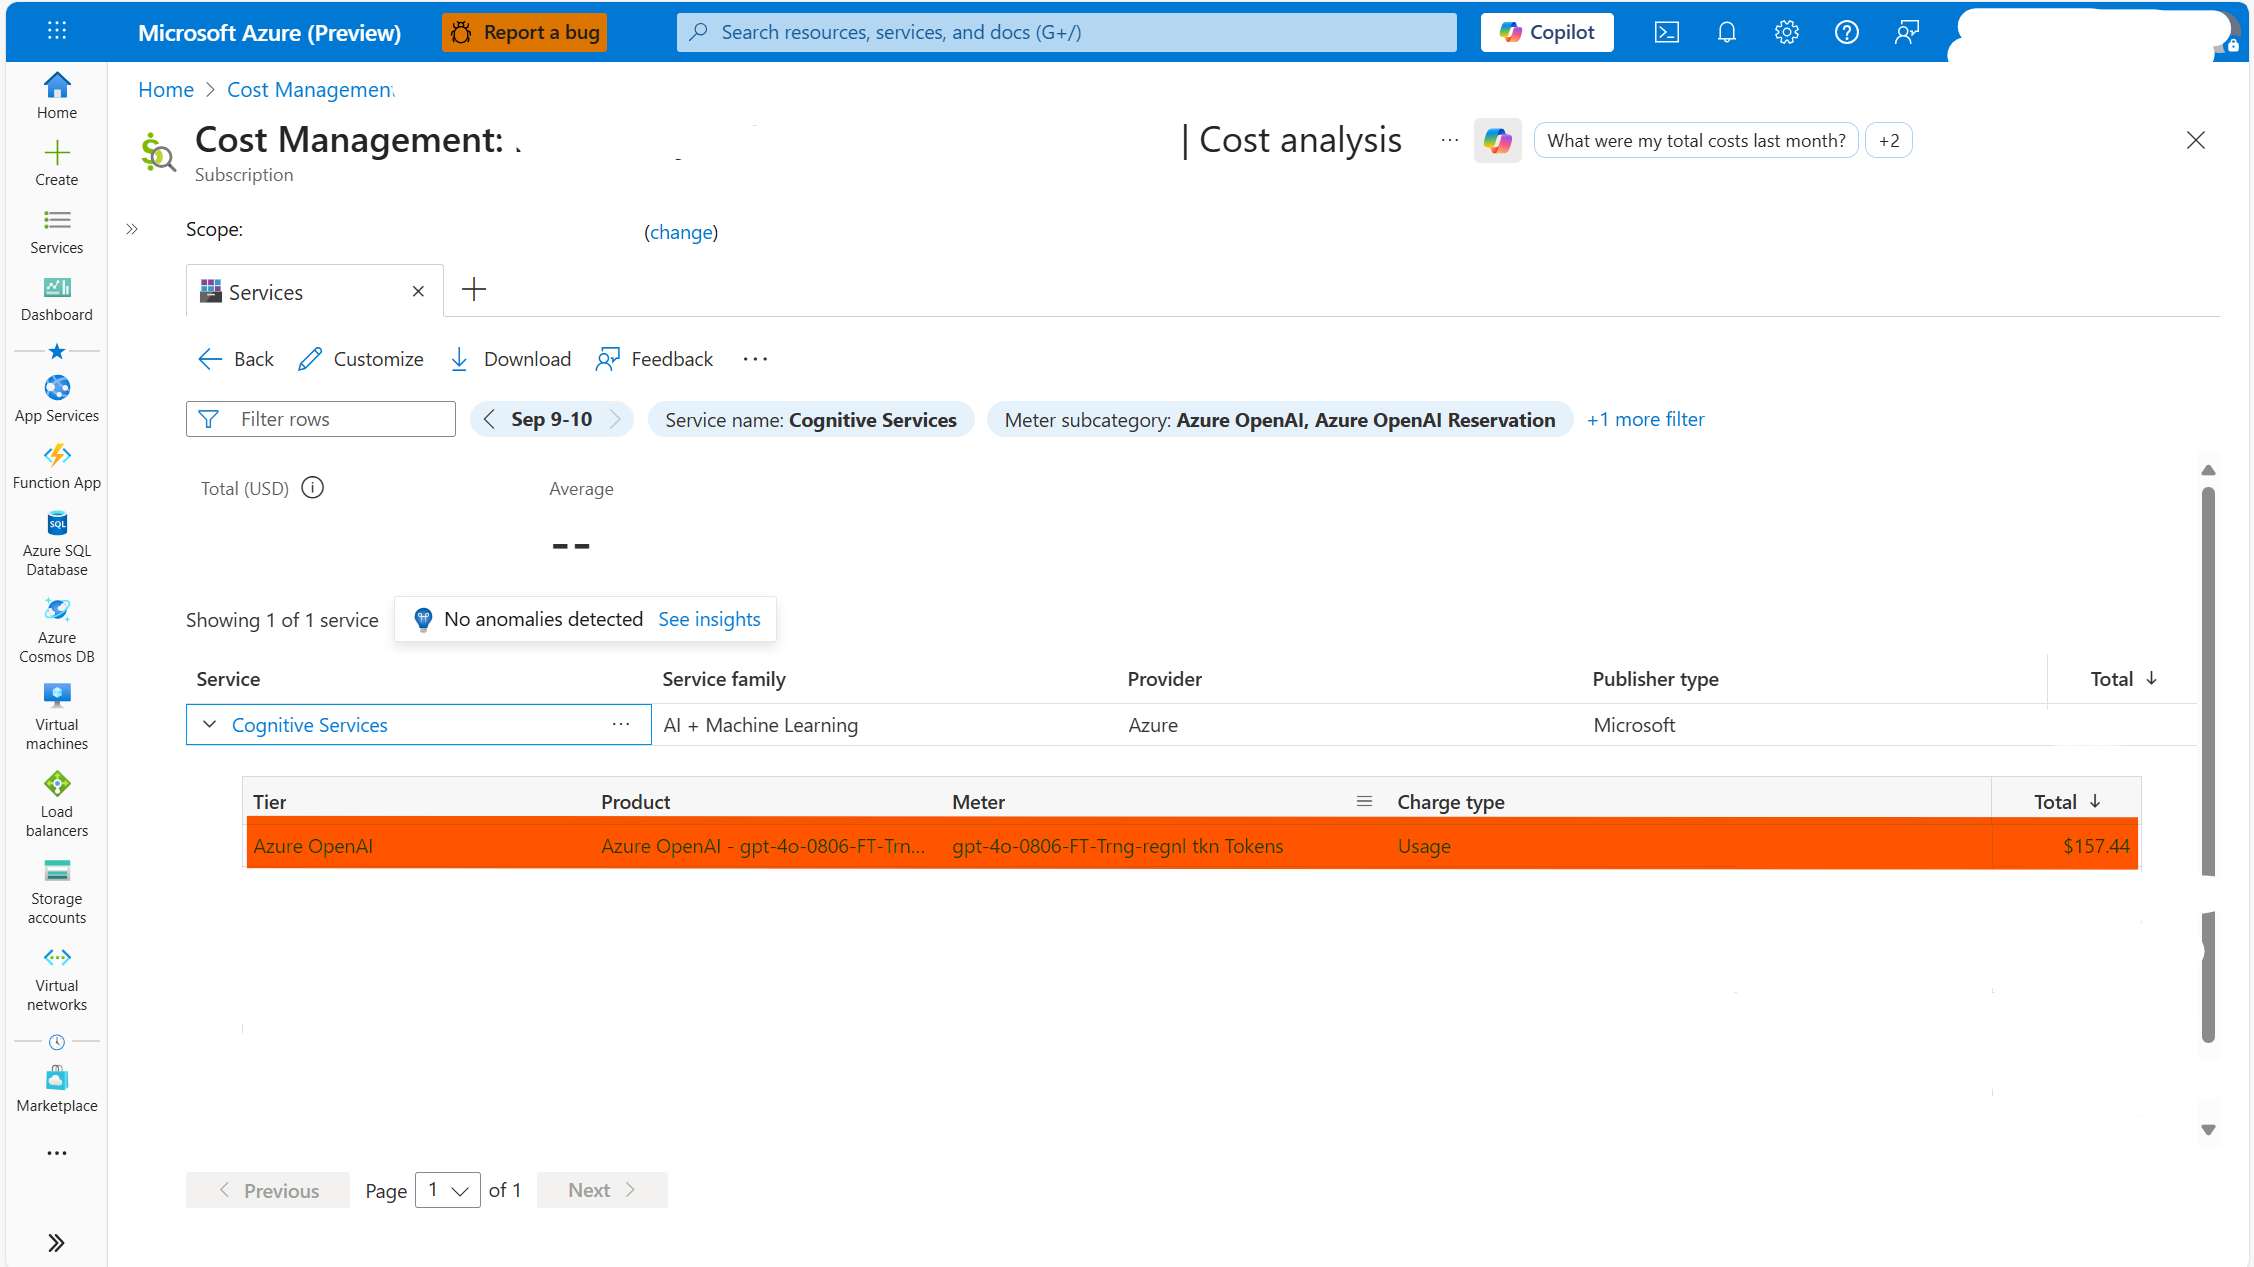 Microsoft Azure (Preview)
Report a bug
Search resources, services, and docs (G+/)
Copilot
Home
Create
Services
Dashboard
App Services
Function App
SQL
Azure SQL
Database
Azure
Cosmos DB
Virtual
machines
Load
balancers
Storage
accounts
Virtual
networks
Marketplace
Home > Cost Management
Cost Management:
| Cost analysis
What were my total costs last month?
+2
Subscription
Scope:
(change)
Services
Back
Customize
Download
Feedback
Filter rows
Sep 9-10
Service name: Cognitive Services
Meter subcategory: Azure OpenAI, Azure OpenAI Reservation
+1 more filter
Total (USD)
Average
--
Showing 1 of 1 service
No anomalies detected See insights
Service Service family Provider Publisher type Total ↓
Cognitive Services ... AI + Machine Learning Azure Microsoft
Tier Product Meter Charge type Total ↓
Azure OpenAI Azure OpenAI - gpt-4o-0806-FT-Trn... gpt-4o-0806-FT-Trng-regnl tkn Tokens Usage $157.44
Previous
Page 1 of 1
Next